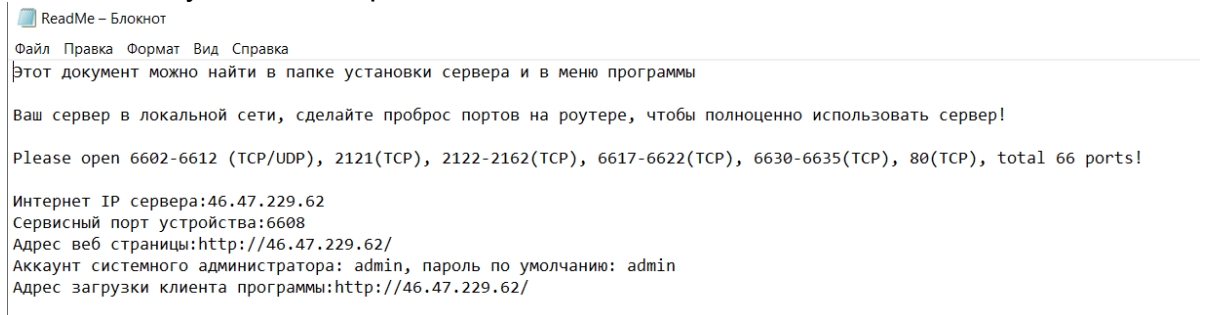 ReadMe – Блокнот
Файл Правка Формат Вид Справка
Этот документ можно найти в папке установки сервера и в меню программы
Ваш сервер в локальной сети, сделайте проброс портов на роутере, чтобы полноценно использовать сервер!
Please open 6602-6612 (TCP/UDP), 2121(TCP), 2122-2162(TCP), 6617-6622(TCP), 6630-6635(TCP), 80(TCP), total 66 ports!
Интернет IP сервера:46.47.229.62
Сервисный порт устройства:6608
Адрес веб страницы:http://46.47.229.62/
Аккаунт системного администратора: admin, пароль по умолчанию: admin
Адрес загрузки клиента программы:http://46.47.229.62/